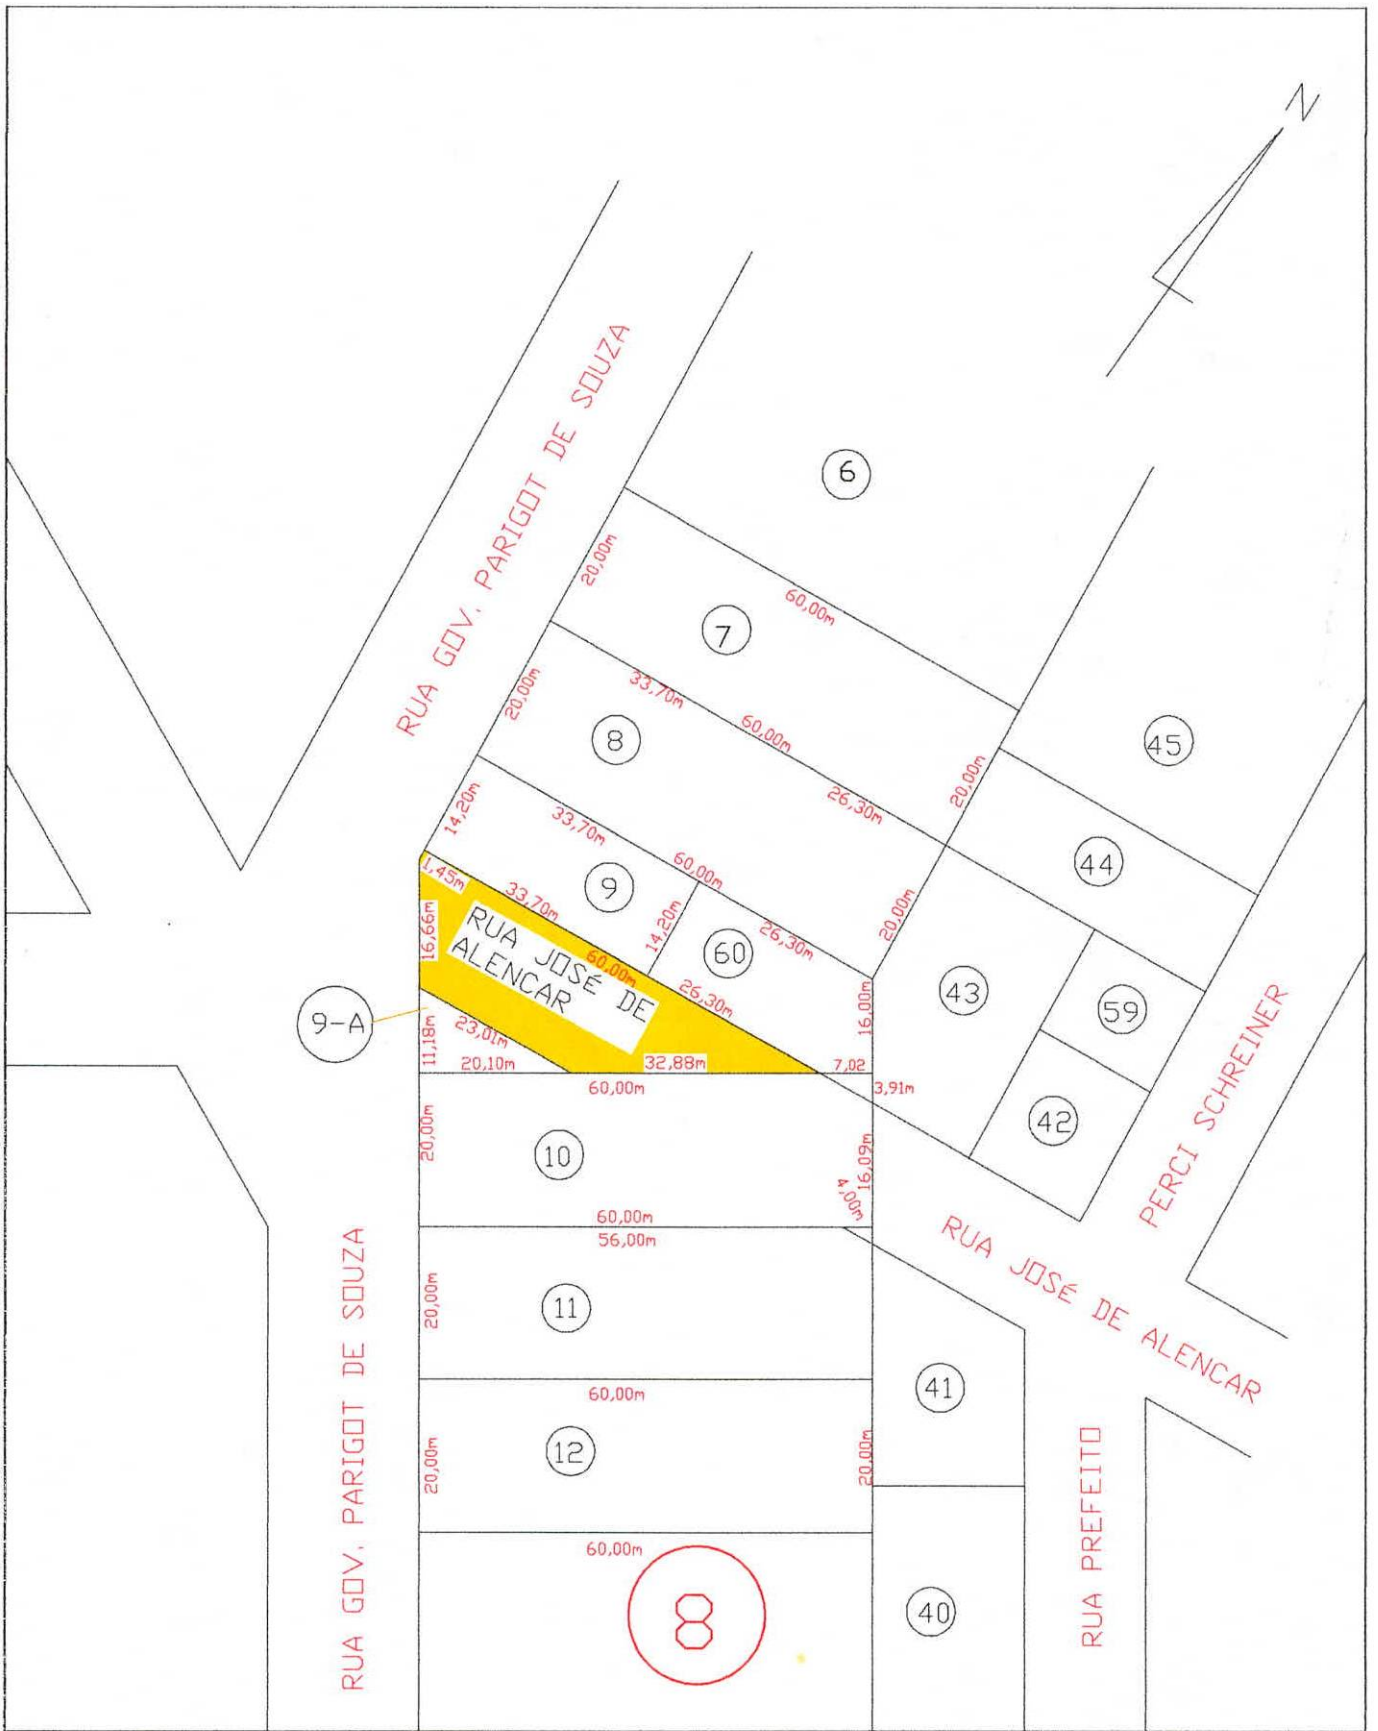 N
RUA GOV. PARIGOT DE SOUZA
6
20,00m
60,00m
7
20,00m
33,70m
60,00m
26,30m
20,00m
8
45
14,20m
33,70m
60,00m
26,30m
20,00m
44
9
1,45m
33,70m
14,20m
60
60,00m
26,30m
16,66m
RUA JOSÉ DE
ALENCAR
43
59
16,00m
9-A
11,18m
23,01m
20,10m
32,88m
7,02
60,00m
3,91m
42
PERCI SCHREINER
20,00m
10
16,09m
4,00m
60,00m
56,00m
RUA JOSÉ DE ALENCAR
RUA GOV. PARIGOT DE SOUZA
20,00m
11
60,00m
41
20,00m
12
20,00m
60,00m
8
40
RUA PREFEITO